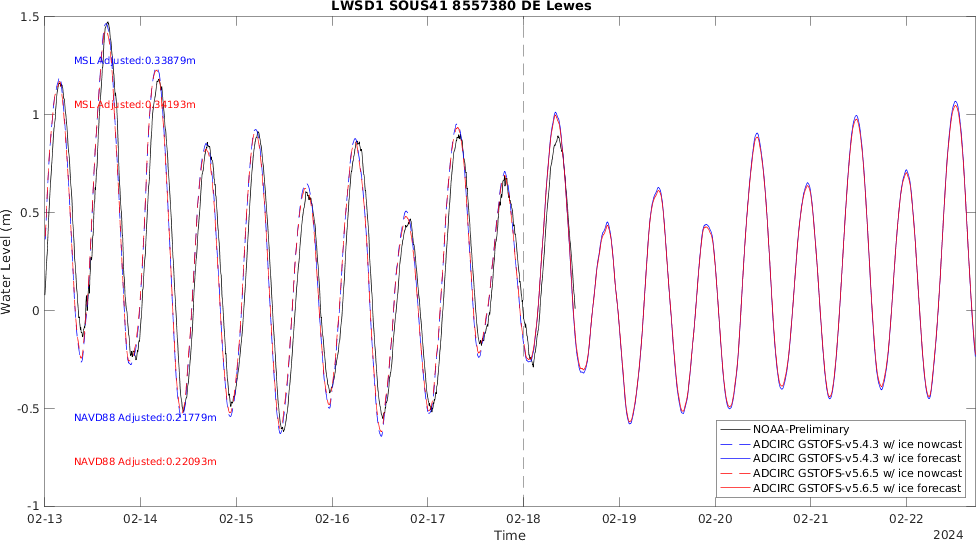 LWSD1 SOUS41 8557380 DE Lewes
1.5
1
0.5
0
-0.5
-1
Water Level (m)
MSL Adjusted:0.33879m
MSL Adjusted:0.34193m
NAVD88 Adjusted:0.21779m
NAVD88 Adjusted:0.22093m
NOAA-Preliminary
ADCIRC GSTOFS-v5.4.3 w/ ice nowcast
ADCIRC GSTOFS-v5.4.3 w/ ice forecast
ADCIRC GSTOFS-v5.6.5 w/ ice nowcast
ADCIRC GSTOFS-v5.6.5 w/ ice forecast
02-13 02-14 02-15 02-16 02-17 02-18 02-19 02-20 02-21 02-22
Time
2024